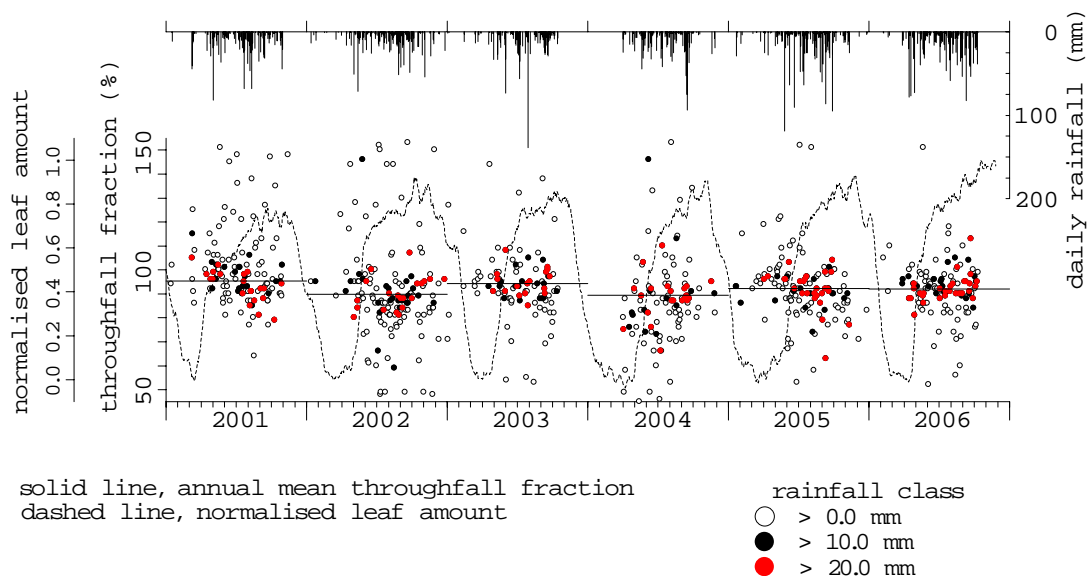 0
100
200
daily rainfall (mm)
normalised leaf amount
0.0 0.2 0.4 0.6 0.8 1.0
throughfall fraction (%)
50 90 100 150
2001 2002 2003 2004 2005 2006
solid line, annual mean throughfall fraction
dashed line, normalised leaf amount
rainfall class
> 0.0 mm
> 10.0 mm
> 20.0 mm